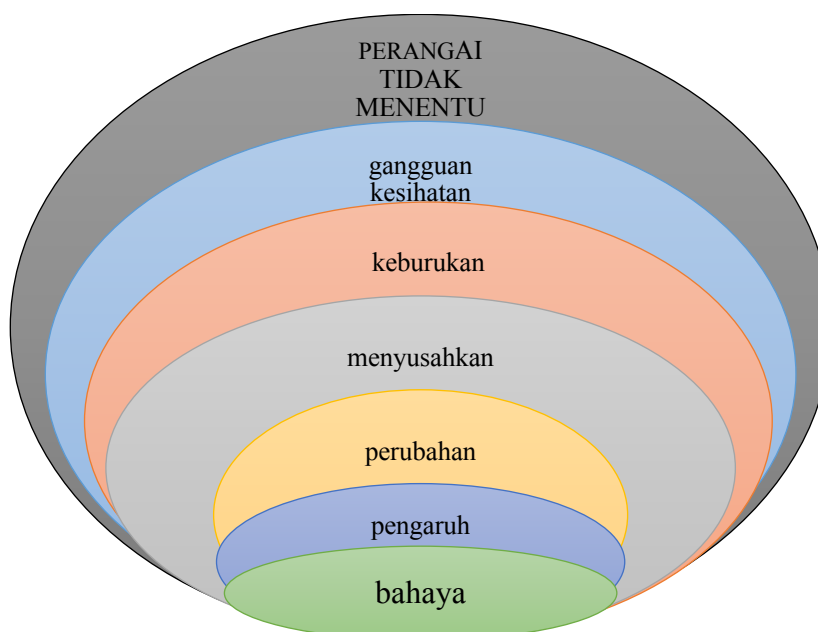 PERANGAI
TIDAK
MENENTU
gangguan
kesihatan
keburukan
menyusahkan
perubahan
pengaruh
bahaya